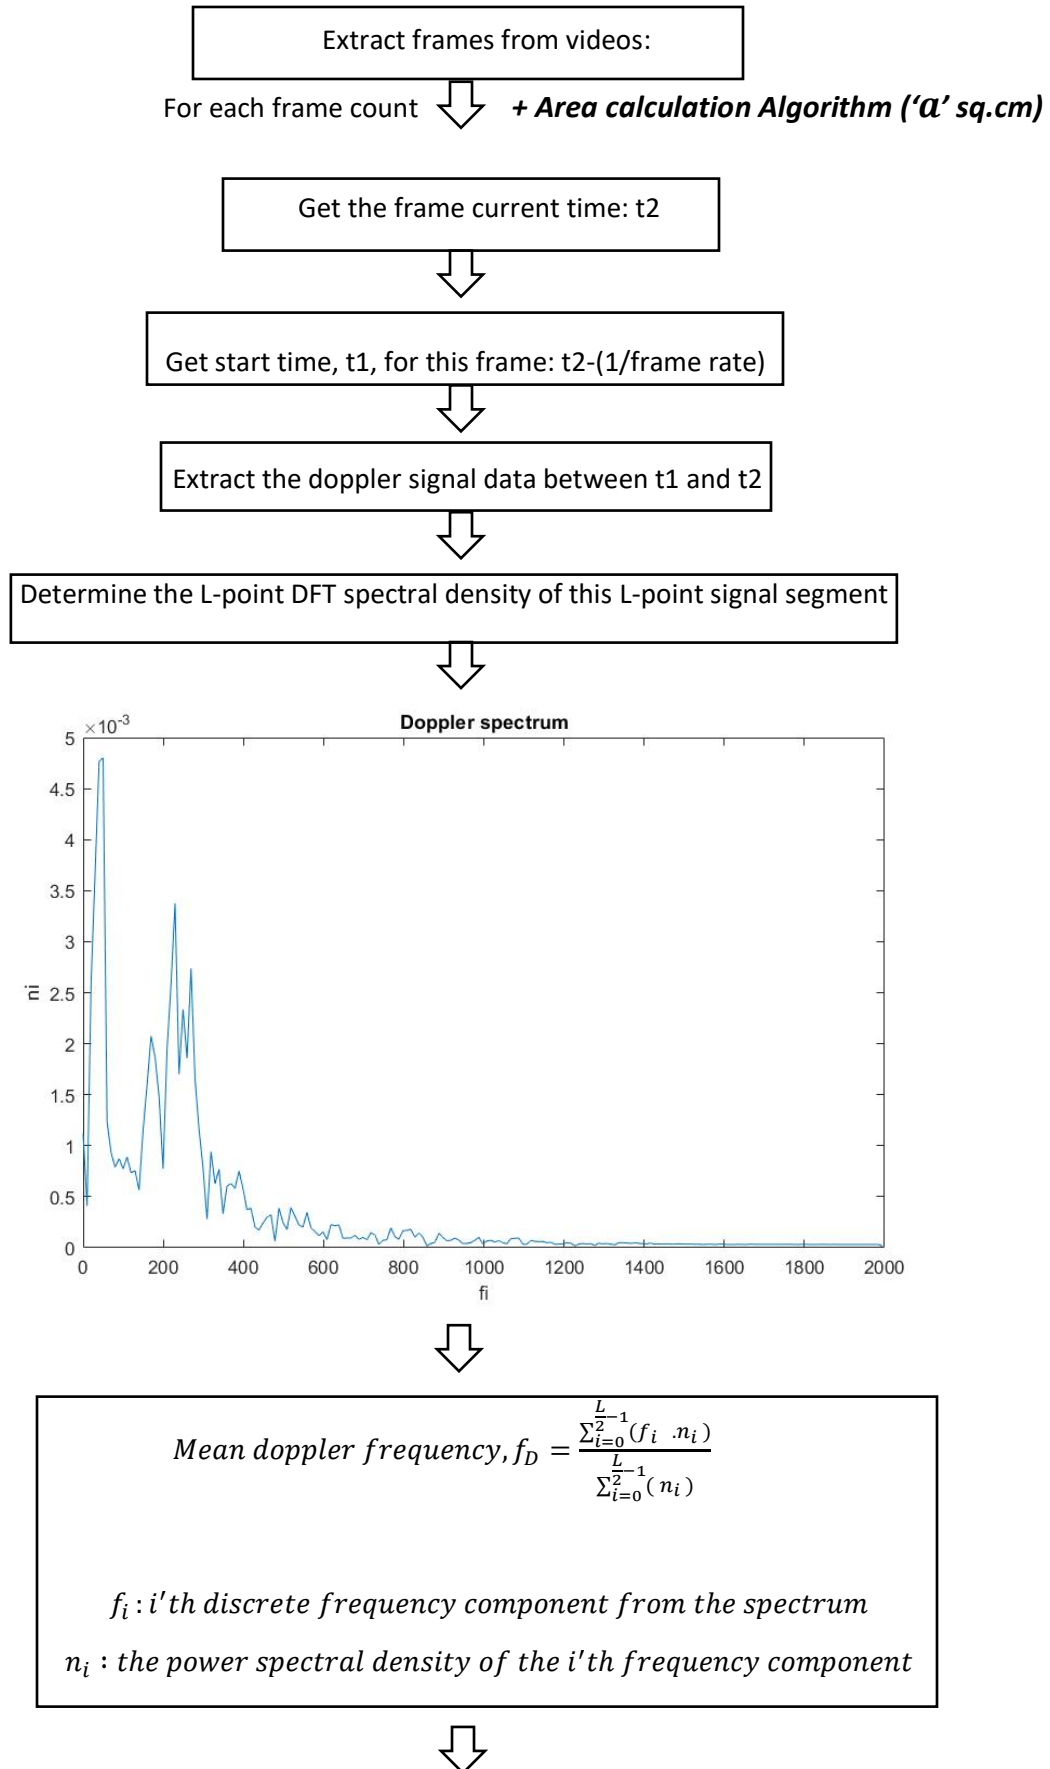 Extract frames from videos:
For each frame count + Area calculation Algorithm (‘a’ sq.cm)
Get the frame current time: t2
Get start time, t1, for this frame: t2-(1/frame rate)
Extract the doppler signal data between t1 and t2
Determine the L-point DFT spectral density of this L-point signal segment
×10⁻³
Doppler spectrum
5
4.5
4
3.5
3
2.5
2
1.5
1
0.5
0
ni
0 200 400 600 800 1000 1200 1400 1600 1800 2000
fi
Mean doppler frequency, f_D = \frac{\sum_{i=0}^{\frac{L}{2}-1}(f_i .n_i)}{\sum_{i=0}^{\frac{L}{2}-1}(n_i)}
f_i : i'th discrete frequency component from the spectrum
n_i : the power spectral density of the i'th frequency component